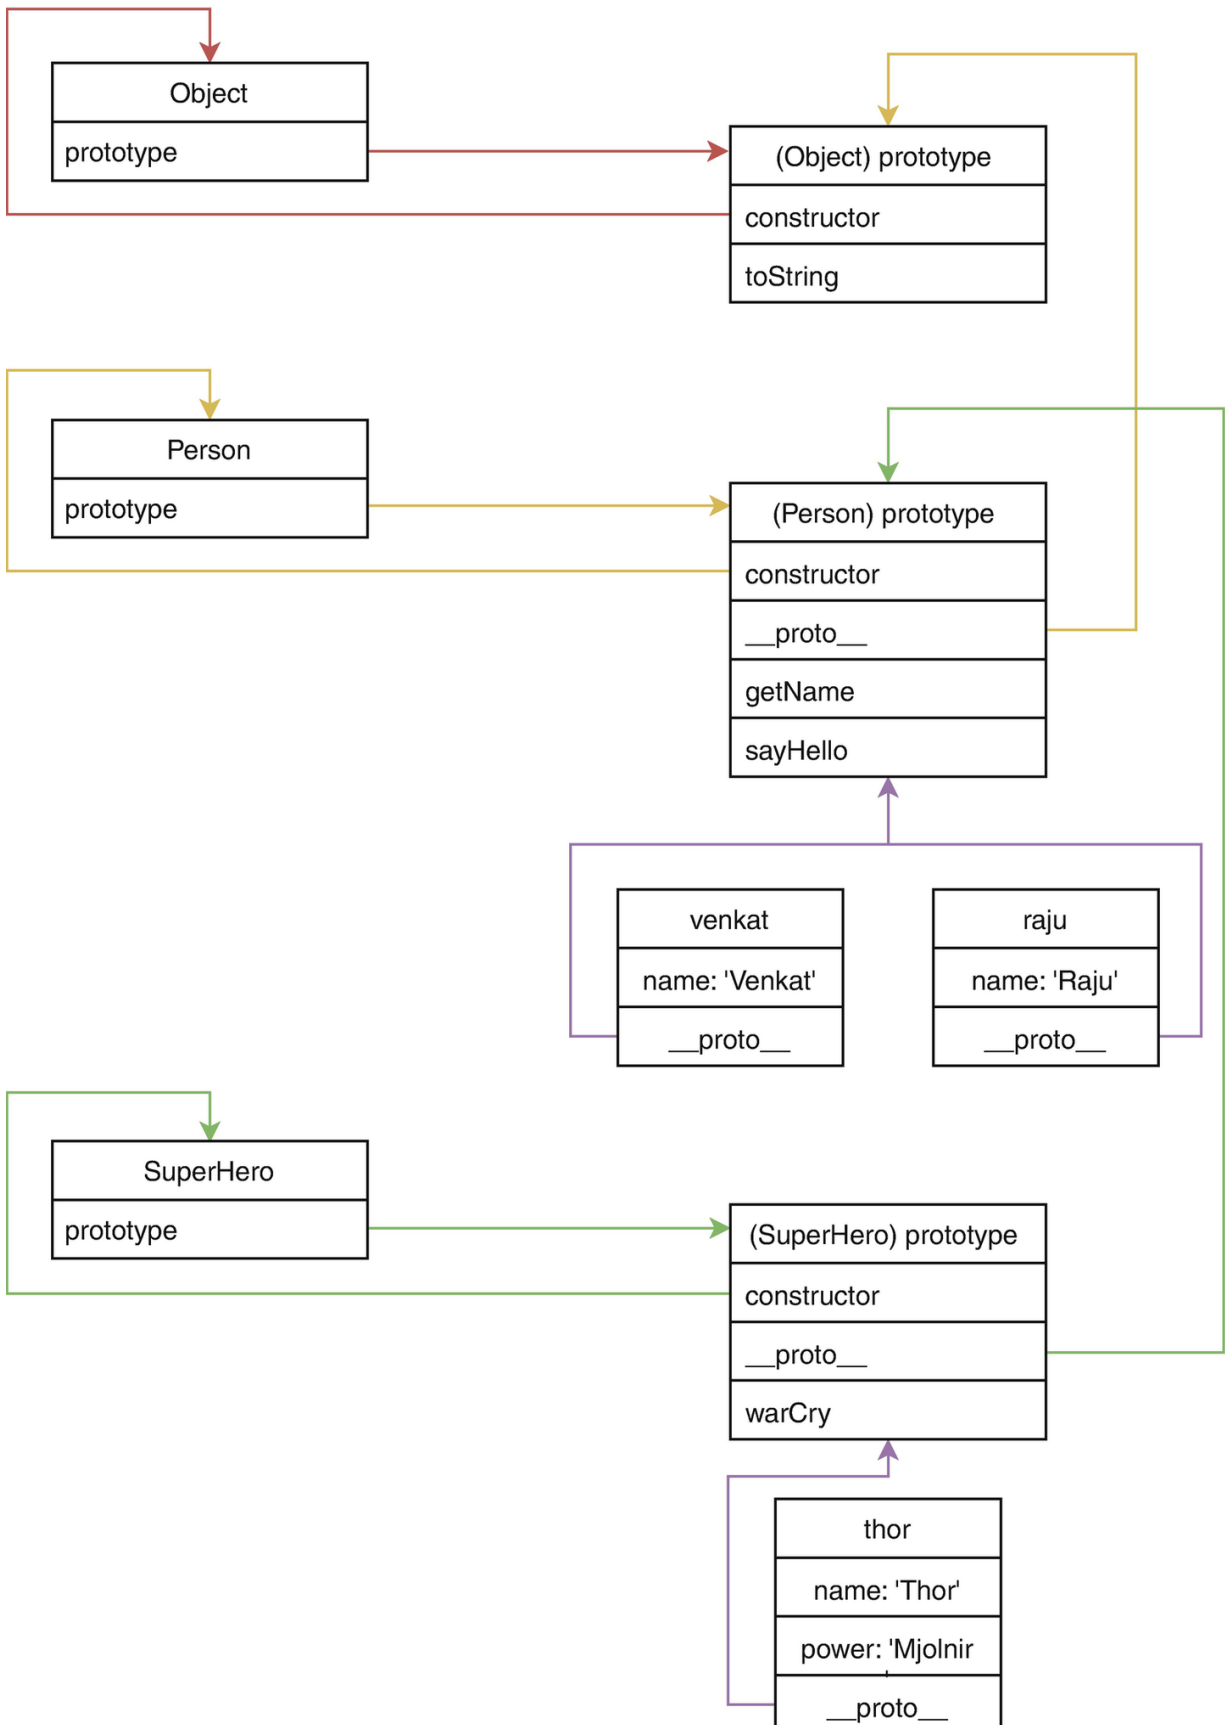 Object
prototype
(Object) prototype
constructor
toString
Person
prototype
(Person) prototype
constructor
__proto__
getName
sayHello
venkat
name: 'Venkat'
__proto__
raju
name: 'Raju'
__proto__
SuperHero
prototype
(SuperHero) prototype
constructor
__proto__
warCry
thor
name: 'Thor'
power: 'Mjolnir
'
__proto__